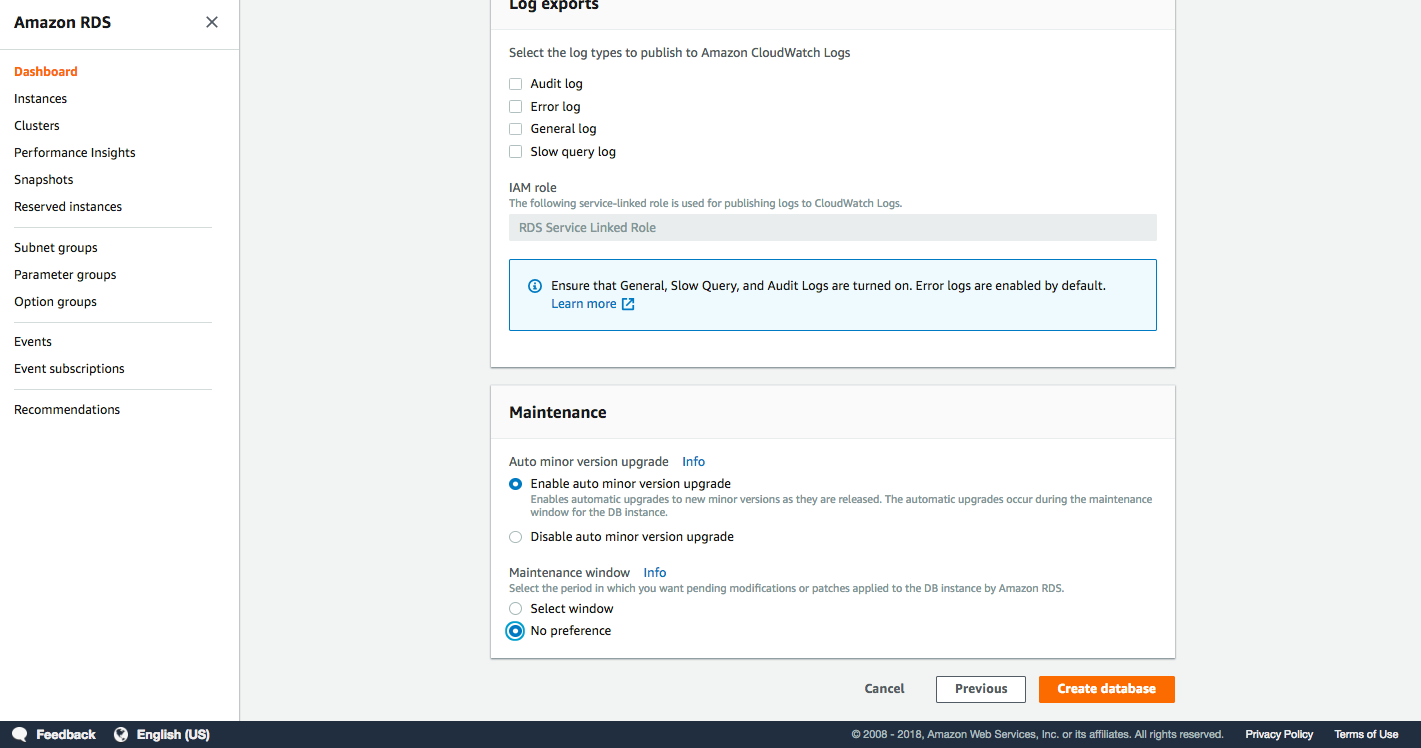 Amazon RDS
Dashboard
Instances
Clusters
Performance Insights
Snapshots
Reserved instances
Subnet groups
Parameter groups
Option groups
Events
Event subscriptions
Recommendations
Log exports
Select the log types to publish to Amazon CloudWatch Logs
Audit log
Error log
General log
Slow query log
IAM role
The following service-linked role is used for publishing logs to CloudWatch Logs.
RDS Service Linked Role
Ensure that General, Slow Query, and Audit Logs are turned on. Error logs are enabled by default.
Learn more
Maintenance
Auto minor version upgrade Info
Enable auto minor version upgrade
Enables automatic upgrades to new minor versions as they are released. The automatic upgrades occur during the maintenance
window for the DB instance.
Disable auto minor version upgrade
Maintenance window Info
Select the period in which you want pending modifications or patches applied to the DB instance by Amazon RDS.
Select window
No preference
Cancel Previous Create database
Feedback English (US) © 2008 - 2018, Amazon Web Services, Inc. or its affiliates. All rights reserved. Privacy Policy Terms of Use